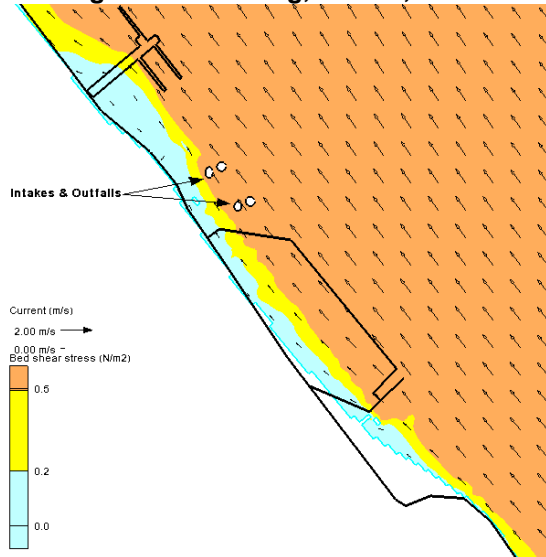 Intakes & Outfalls
Current (m/s)
2.00 m/s
0.00 m/s
Bed shear stress (N/m2)
0.5
0.2
0.0